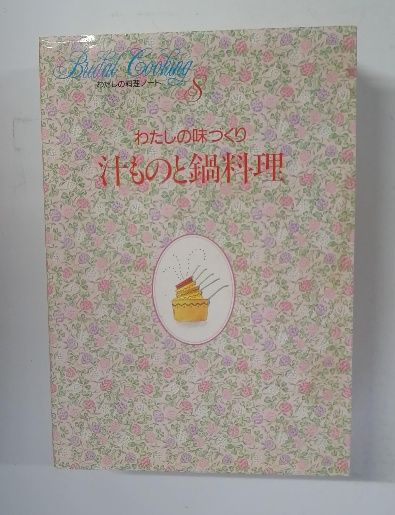 Bridal Cooking
わたしの料理ノート
8
わたしの味つくり
汁ものと鍋料理